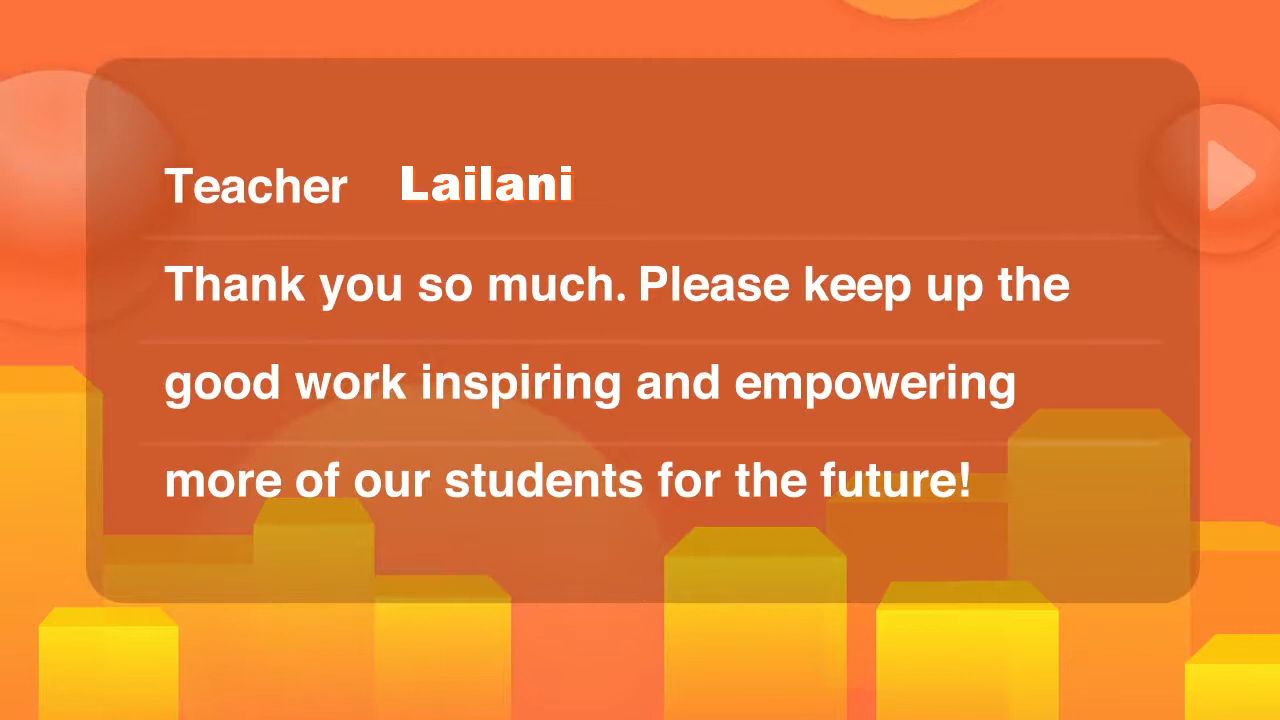 Teacher Lailani
Thank you so much. Please keep up the
good work inspiring and empowering
more of our students for the future!